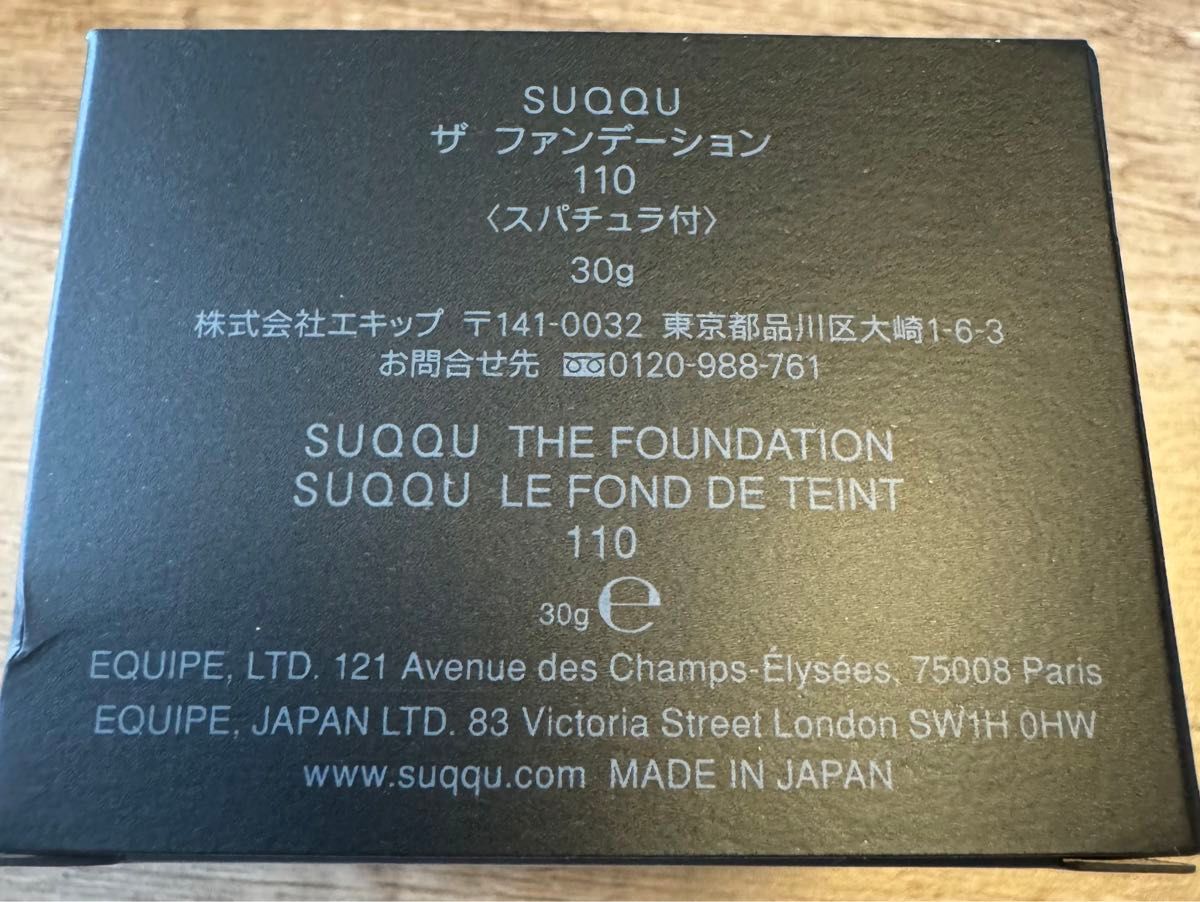 SUQQU
ザ ファンデーション
110
〈スパチュラ付〉
30g
株式会社エキップ 〒141-0032 東京都品川区大崎1-6-3
お問合せ先 0120-988-761
SUQQU THE FOUNDATION
SUQQU LE FOND DE TEINT
110
30g ℮
EQUIPE, LTD. 121 Avenue des Champs-Élysées, 75008 Paris
EQUIPE, JAPAN LTD. 83 Victoria Street London SW1H 0HW
www.suqqu.com MADE IN JAPAN